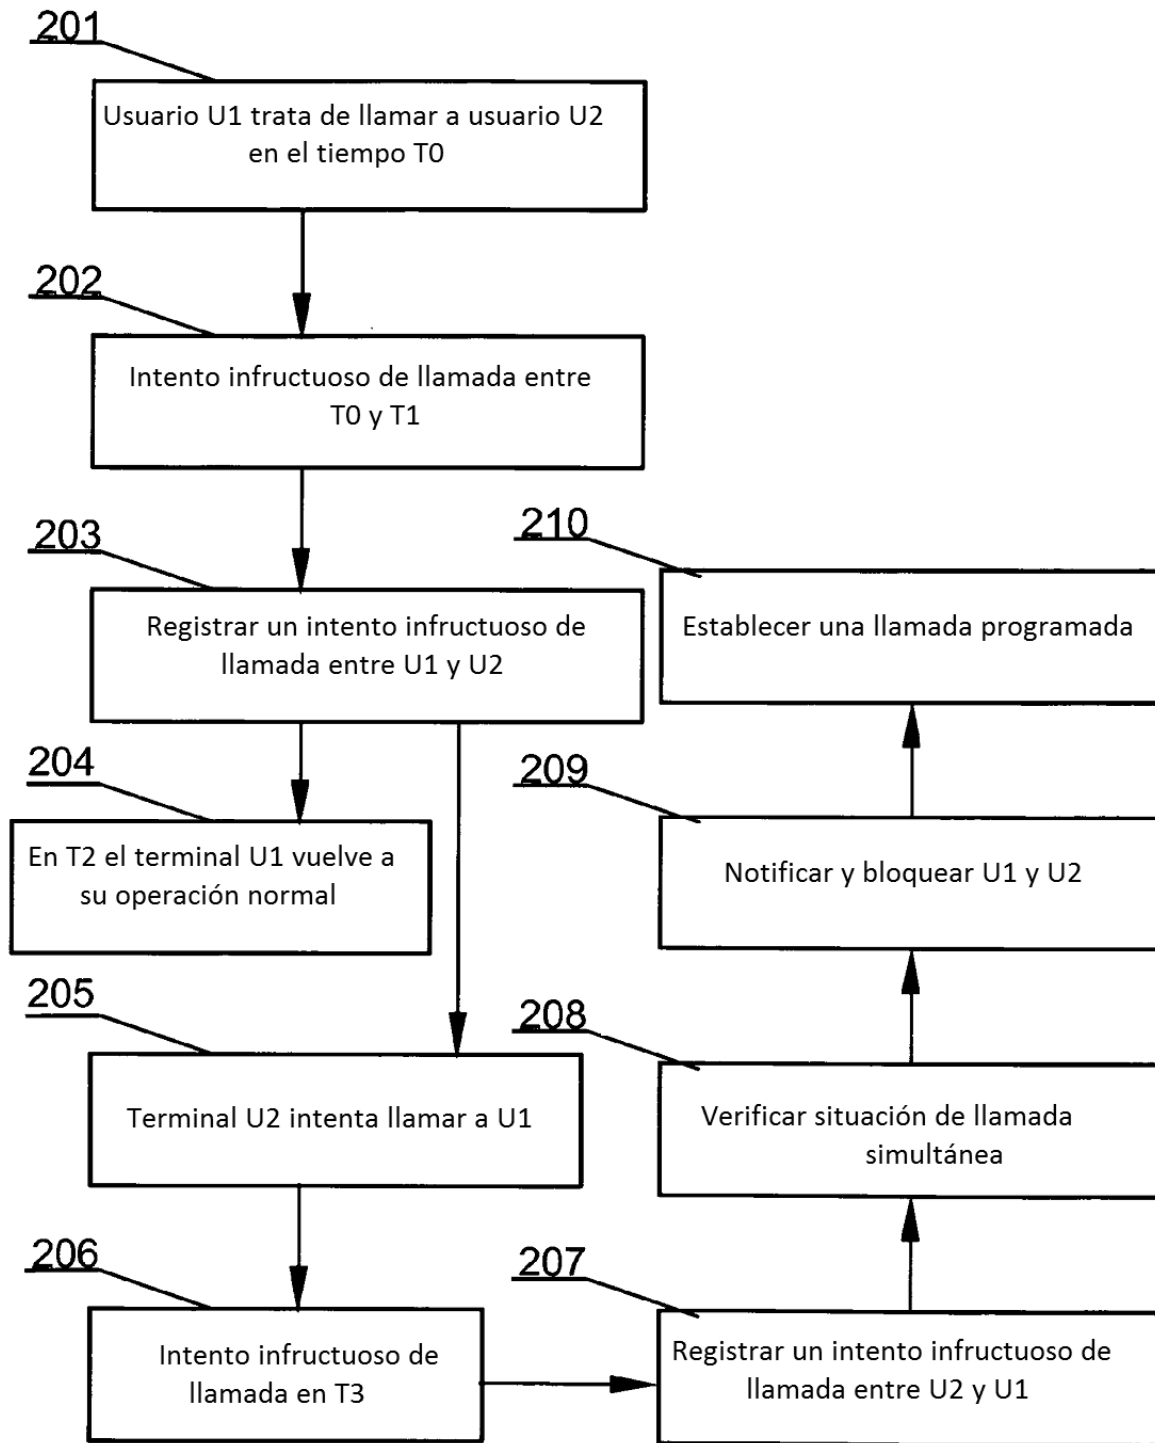 201
Usuario U1 trata de llamar a usuario U2
en el tiempo T0
202
Intento infructuoso de llamada entre
T0 y T1
203
Registrar un intento infructuoso de
llamada entre U1 y U2
204
En T2 el terminal U1 vuelve a
su operación normal
205
Terminal U2 intenta llamar a U1
206
Intento infructuoso de
llamada en T3
207
Registrar un intento infructuoso de
llamada entre U2 y U1
208
Verificar situación de llamada
simultánea
209
Notificar y bloquear U1 y U2
210
Establecer una llamada programada